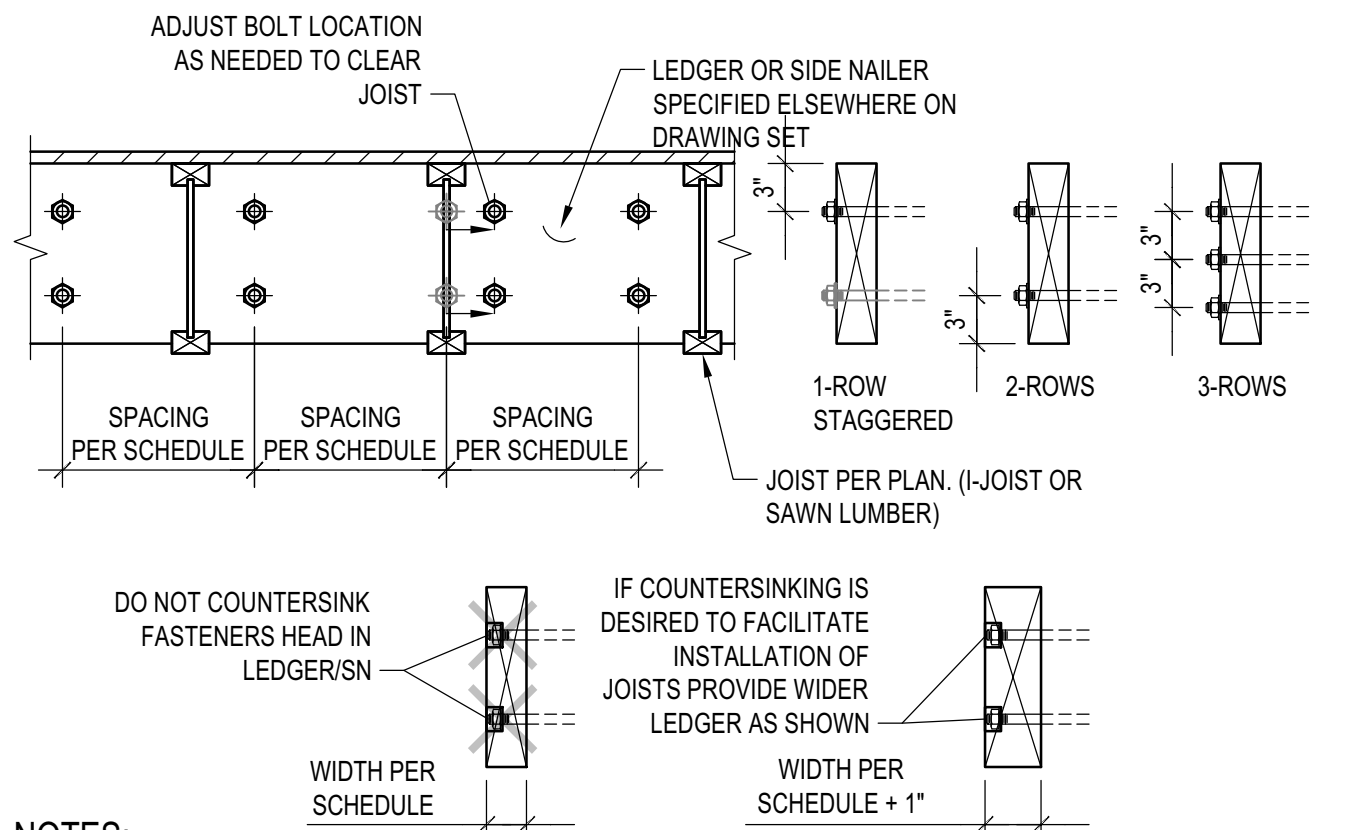 ADJUST BOLT LOCATION
AS NEEDED TO CLEAR
JOIST
LEDGER OR SIDE NAILER
SPECIFIED ELSEWHERE ON
DRAWING SET
3"
3"
3"
3"
1-ROW
STAGGERED
2-ROWS
3-ROWS
SPACING
PER SCHEDULE
SPACING
PER SCHEDULE
SPACING
PER SCHEDULE
JOIST PER PLAN. (I-JOIST OR
SAWN LUMBER)
DO NOT COUNTERSINK
FASTENERS HEAD IN
LEDGER/SN
IF COUNTERSINKING IS
DESIRED TO FACILITATE
INSTALLATION OF
JOISTS PROVIDE WIDER
LEDGER AS SHOWN
WIDTH PER
SCHEDULE
WIDTH PER
SCHEDULE + 1"
NOTES: